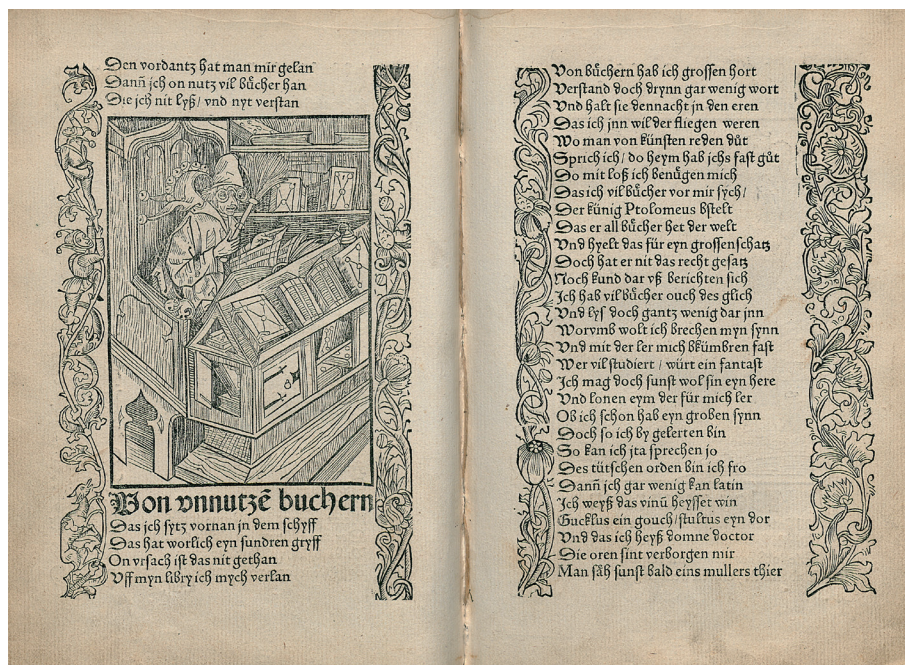 Den vordantz hat man mir gelan
Dañ jch on nutz vil bůcher han
Die jch nit lyß/ vnd nyt verstan
Von vnnutzē buchern
Das jch sytz vornan jn dem schyff
Das hat worlich eyn sundren gryff
On vrsach ist das nit gethan
Vff myn libry ich mych verlan
Von bůchern hab ich grossen hort
Verstand doch drynn gar wenig wort
Vnd halt sie dennacht jn den eren
Das ich jnn wil der fliegen weren
Wo man von kůnsten reden důt
Sprich ich/ do heym hab jchs fast gůt
Do mit loß ich benůgen mich
Das ich vil bůcher vor mir sych/
Der künig Ptolomeus bstelt
Das er all bůcher het der welt
Vnd hyelt das für eyn grossen schatz
Doch hat er nit das recht gesatz
Noch kund dar vß berichten sich
Jch hab vil bůcher ouch des glich
Vnd lys doch gantz wenig dar jnn
Worvmb wolt ich brechen myn synn
Vnd mit der ler mich bkümbren fast
Wer vil studiert / würt ein fantast
Jch mag doch sunst wol sin eyn here
Vnd lonen eym der für mich ler
Ob ich schon hab eyn groben synn
Doch so ich by gelerten bin
So kan ich jta sprechen jo
Des tütschen orden bin ich fro
Dañ jch gar wenig kan latin
Jch weyß das vinū heysset win
Gucklus ein gouch/ stultus eyn dor
Vnd das ich heyß domne doctor
Die oren sint verborgen mir
Man sāh sunst bald eins mullers thier